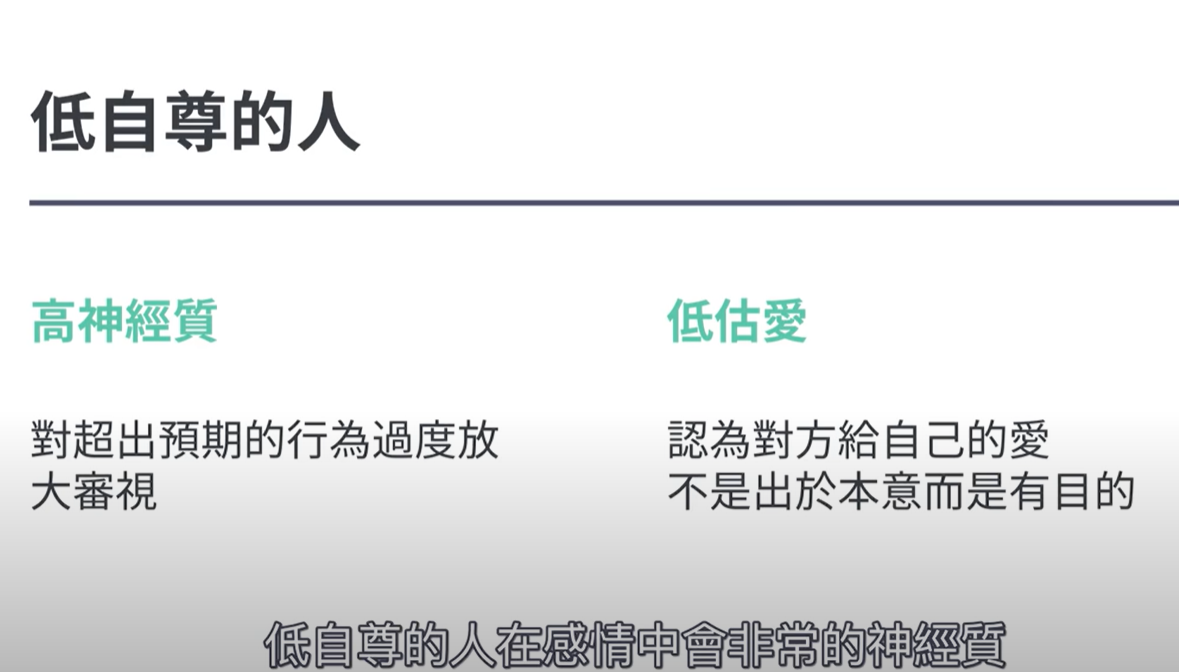 低自尊的人
高神經質
對超出預期的行為過度放
大審視
低估愛
認為對方給自己的愛
不是出於本意而是有目的
低自尊的人在感情中會非常的神經質